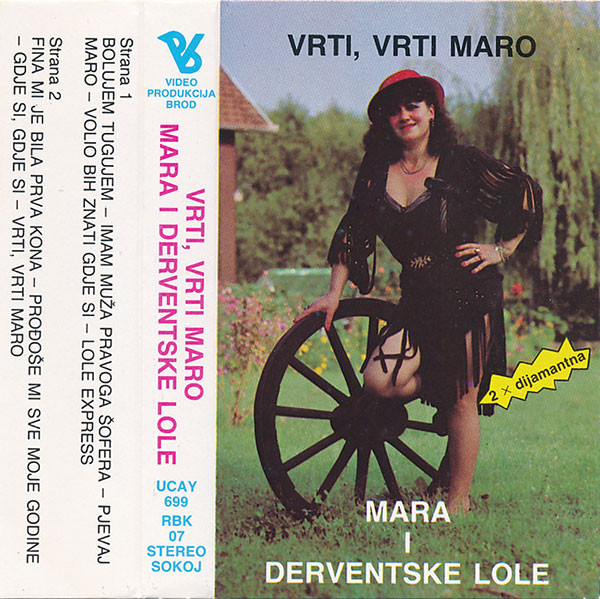 Strana 1
BOLUJEM TUGUJEM – IMAM MUŽA PRAVOGA ŠOFERA – PJEVAJ
MARO – VOLIO BIH ZNATI GDJE SI – LOLE EXPRESS
Strana 2
FINA MI JE BILA PRVA KONA – PROĐOŠE MI SVE MOJE GODINE
– GDJE SI, GDJE SI – VRTI, VRTI MARO
VIDEO
PRODUKCIJA
BROD
VRTI, VRTI MARO
MARA I DERVENTSKE LOLE
UCAY
699
RBK
07
STEREO
SOKOJ
VRTI, VRTI MARO
2 x dijamantna
MARA
I
DERVENTSKE LOLE